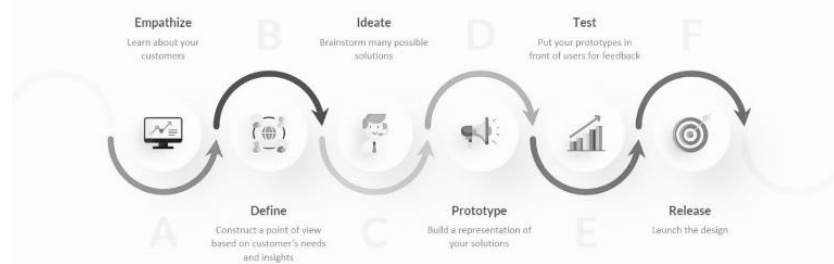 Empathize
Learn about your
customers
B
Ideate
Brainstorm many possible
solutions
D
Test
Put your prototypes in
front of users for feedback
F
A
Define
Construct a point of view
based on customer's needs
and insights
C
Prototype
Build a representation of
your solutions
E
Release
Launch the design